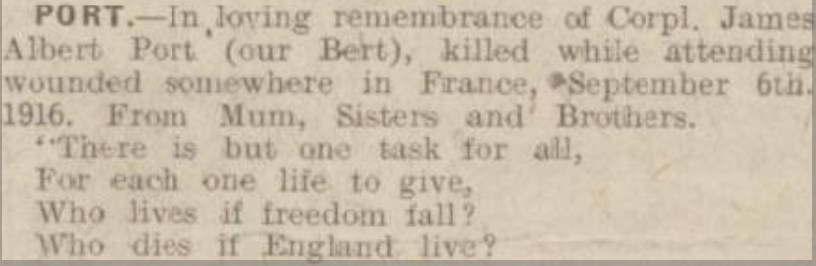 PORT.—In loving remembrance of Corpl. James
Albert Port (our Bert), killed while attending
wounded somewhere in France, September 6th.
1916. From Mum, Sisters and Brothers.
"There is but one task for all,
For each one life to give,
Who lives if freedom fall?
Who dies if England live?